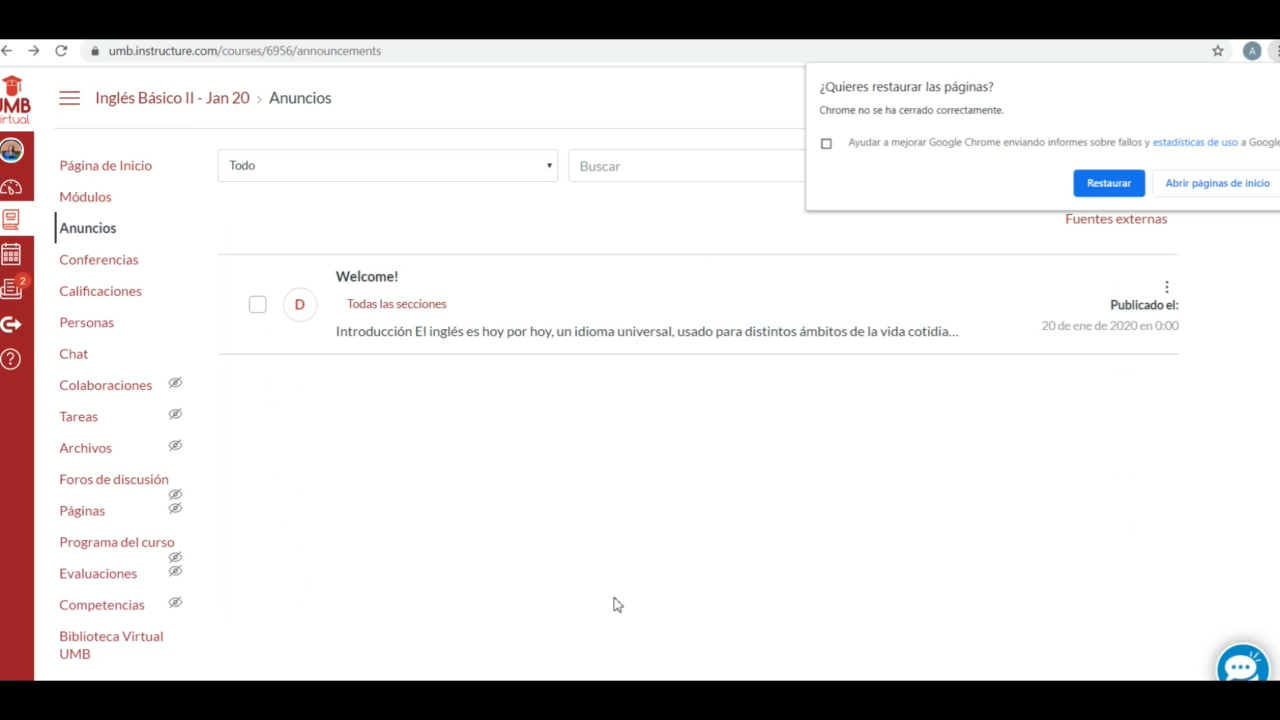 umb.instructure.com/courses/6956/announcements
A
UMB
virtual
Inglés Básico II - Jan 20 › Anuncios
¿Quieres restaurar las páginas?
Chrome no se ha cerrado correctamente.
Ayudar a mejorar Google Chrome enviando informes sobre fallos y estadísticas de uso a Google
Restaurar
Abrir páginas de inicio
Página de Inicio
Módulos
Anuncios
Conferencias
Calificaciones
Personas
Chat
Colaboraciones
Tareas
Archivos
Foros de discusión
Páginas
Programa del curso
Evaluaciones
Competencias
Biblioteca Virtual
UMB
2
Todo
Buscar
Fuentes externas
Welcome!
D
Todas las secciones
Introducción El inglés es hoy por hoy, un idioma universal, usado para distintos ámbitos de la vida cotidia...
Publicado el:
20 de ene de 2020 en 0:00